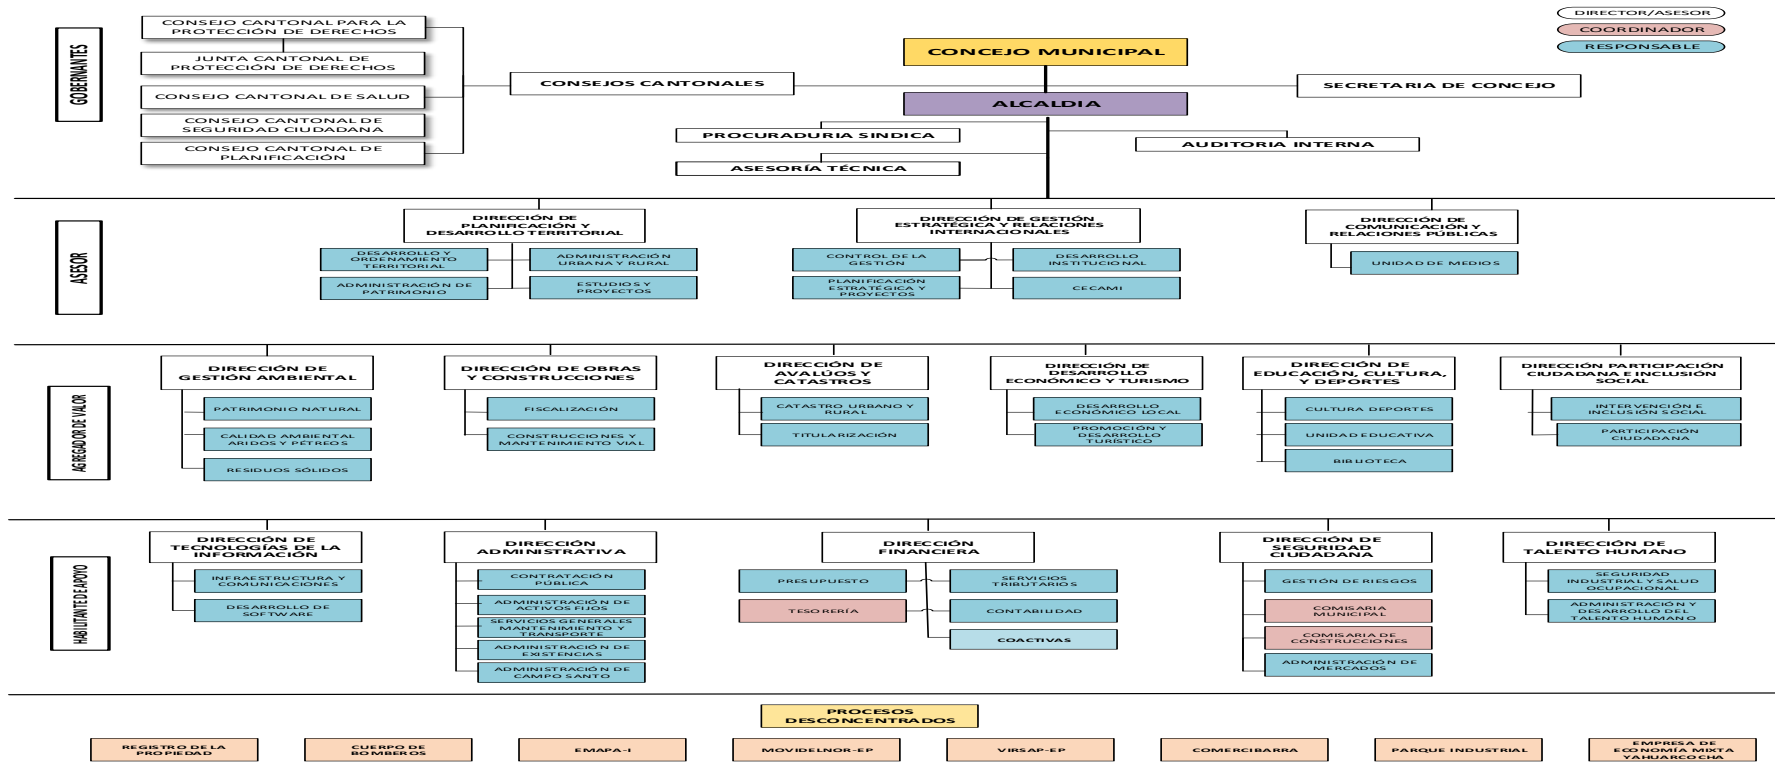 DIRECTOR/ASESOR
COORDINADOR
RESPONSABLE
GOBERNANTES
CONSEJO CANTONAL PARA LA
PROTECCIÓN DE DERECHOS
JUNTA CANTONAL DE
PROTECCIÓN DE DERECHOS
CONSEJO CANTONAL DE SALUD
CONSEJO CANTONAL DE
SEGURIDAD CIUDADANA
CONSEJO CANTONAL DE
PLANIFICACIÓN
CONSEJOS CANTONALES
CONCEJO MUNICIPAL
ALCALDIA
SECRETARIA DE CONCEJO
PROCURADURIA SINDICA
AUDITORIA INTERNA
ASESORÍA TÉCNICA
ASESOR
DIRECCIÓN DE
PLANIFICACIÓN Y
DESARROLLO TERRITORIAL
DESARROLLO Y
ORDENAMIENTO
TERRITORIAL
ADMINISTRACIÓN
URBANA Y RURAL
ADMINISTRACIÓN DE
PATRIMONIO
ESTUDIOS Y
PROYECTOS
DIRECCIÓN DE GESTIÓN
ESTRATÉGICA Y RELACIONES
INTERNACIONALES
CONTROL DE LA
GESTIÓN
DESARROLLO
INSTITUCIONAL
PLANIFICACIÓN
ESTRATÉGICA Y
PROYECTOS
CECAMI
DIRECCIÓN DE
COMUNICACIÓN Y
RELACIONES PÚBLICAS
UNIDAD DE MEDIOS
AGREGADOR DE VALOR
DIRECCIÓN DE
GESTIÓN AMBIENTAL
PATRIMONIO NATURAL
CALIDAD AMBIENTAL
ARIDOS Y PÉTREOS
RESIDUOS SÓLIDOS
DIRECCIÓN DE OBRAS
Y CONSTRUCCIONES
FISCALIZACIÓN
CONSTRUCCIONES Y
MANTENIMIENTO VIAL
DIRECCIÓN DE
AVALÚOS Y
CATASTROS
CATASTRO URBANO Y
RURAL
TITULARIZACIÓN
DIRECCIÓN DE
DESARROLLO
ECONÓMICO Y TURISMO
DESARROLLO
ECONÓMICO LOCAL
PROMOCIÓN Y
DESARROLLO
TURÍSTICO
DIRECCIÓN DE
EDUCACIÓN, CULTURA,
Y DEPORTES
CULTURA DEPORTES
UNIDAD EDUCATIVA
BIBLIOTECA
DIRECCIÓN PARTICIPACIÓN
CIUDADANA E INCLUSIÓN
SOCIAL
INTERVENCIÓN E
INCLUSIÓN SOCIAL
PARTICIPACIÓN
CIUDADANA
HABILITANTE DE APOYO
DIRECCIÓN DE
TECNOLOGÍAS DE LA
INFORMACIÓN
INFRAESTRUCTURA Y
COMUNICACIONES
DESARROLLO DE
SOFTWARE
DIRECCIÓN
ADMINISTRATIVA
CONTRATACIÓN
PÚBLICA
ADMINISTRACIÓN DE
ACTIVOS FIJOS
SERVICIOS GENERALES
MANTENIMIENTO Y
TRANSPORTE
ADMINISTRACIÓN DE
EXISTENCIAS
ADMINISTRACIÓN DE
CAMPO SANTO
DIRECCIÓN
FINANCIERA
PRESUPUESTO
SERVICIOS
TRIBUTARIOS
TESORERÍA
CONTABILIDAD
COACTIVAS
DIRECCIÓN DE
SEGURIDAD
CIUDADANA
GESTIÓN DE RIESGOS
COMISARIA
MUNICIPAL
COMISARIA DE
CONSTRUCCIONES
ADMINISTRACIÓN DE
MERCADOS
DIRECCIÓN DE
TALENTO HUMANO
SEGURIDAD
INDUSTRIAL Y SALUD
OCUPACIONAL
ADMINISTRACIÓN Y
DESARROLLO DEL
TALENTO HUMANO
PROCESOS
DESCONCENTRADOS
REGISTRO DE LA
PROPIEDAD
CUERPO DE
BOMBEROS
EMAPA-I
MOVIDELNOR-EP
VIRSAP-EP
COMERCIBARRA
PARQUE INDUSTRIAL
EMPRESA DE
ECONOMÍA MIXTA
YAHUARCOCHA